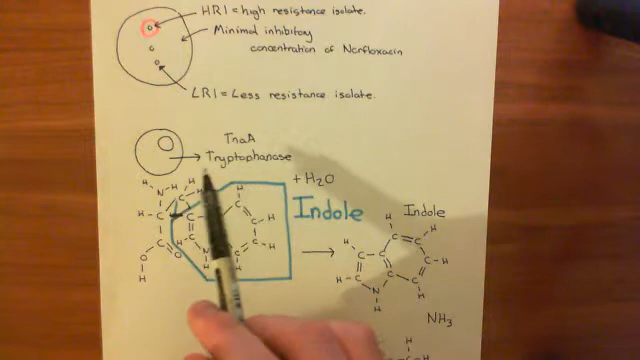 HRI = high resistance isolate.
Minimal inhibitory
concentration of Norfloxacin
LRI = Less resistance isolate.
TnaA
Tryptophanase
+ H₂O
Indole
Indole
NH₃